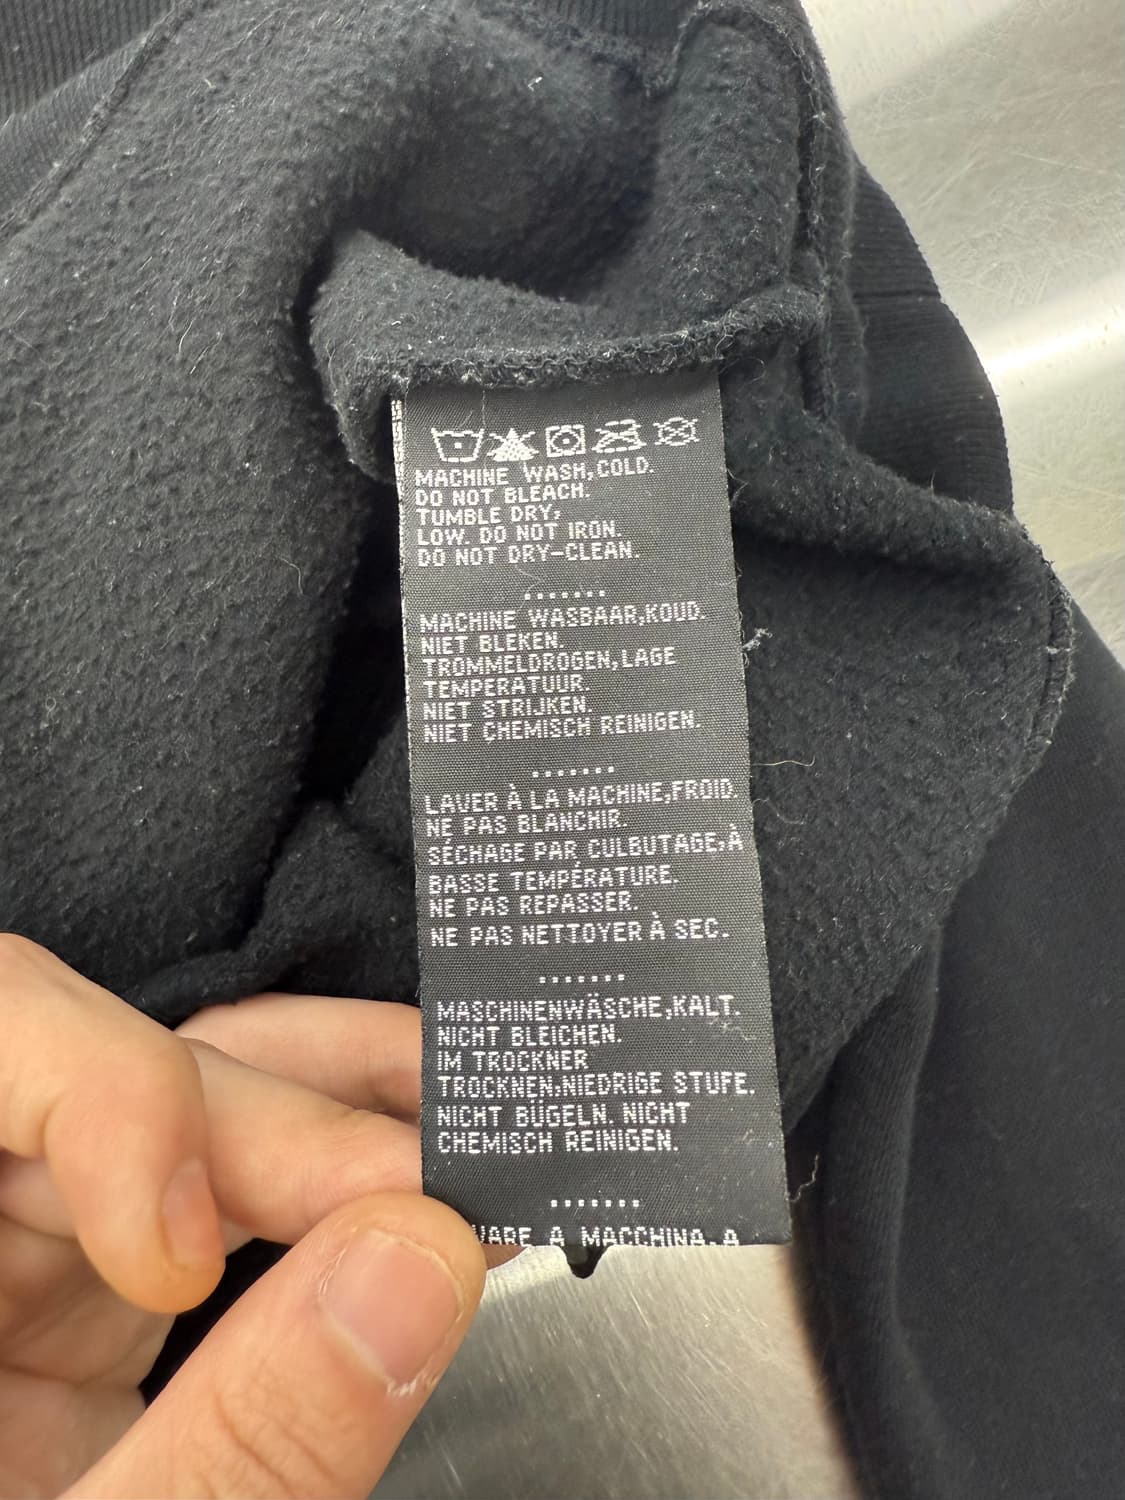 MACHINE WASH,COLD.
DO NOT BLEACH.
TUMBLE DRY,
LOW. DO NOT IRON.
DO NOT DRY-CLEAN.
.......
MACHINE WASBAAR,KOUD.
NIET BLEKEN.
TROMMELDROGEN,LAGE
TEMPERATUUR.
NIET STRIJKEN.
NIET CHEMISCH REINIGEN.
.......
LAVER À LA MACHINE,FROID.
NE PAS BLANCHIR.
SÉCHAGE PAR CULBUTAGE,À
BASSE TEMPÉRATURE.
NE PAS REPASSER.
NE PAS NETTOYER À SEC.
.......
MASCHINENWÄSCHE,KALT.
NICHT BLEICHEN.
IM TROCKNER
TROCKNEN.NIEDRIGE STUFE.
NICHT BÜGELN. NICHT
CHEMISCH REINIGEN.
.......
A MACCHINA. A